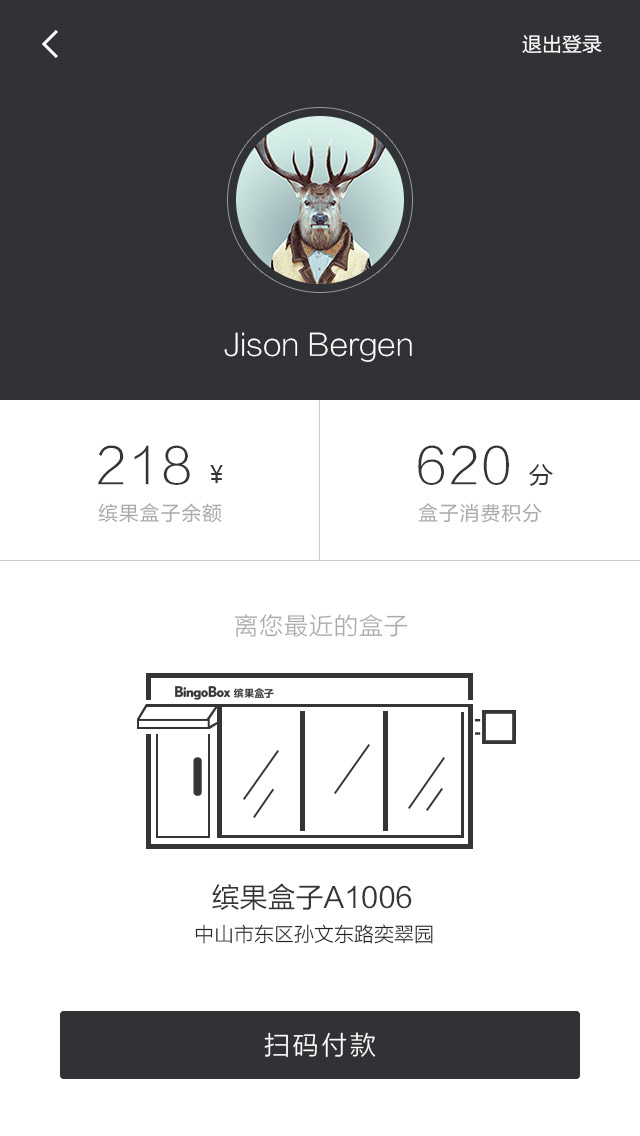 退出登录
Jison Bergen
218 ¥
620 分
缤果盒子余额
盒子消费积分
离您最近的盒子
BingoBox 缤果盒子
缤果盒子A1006
中山市东区孙文东路奕翠园
扫码付款